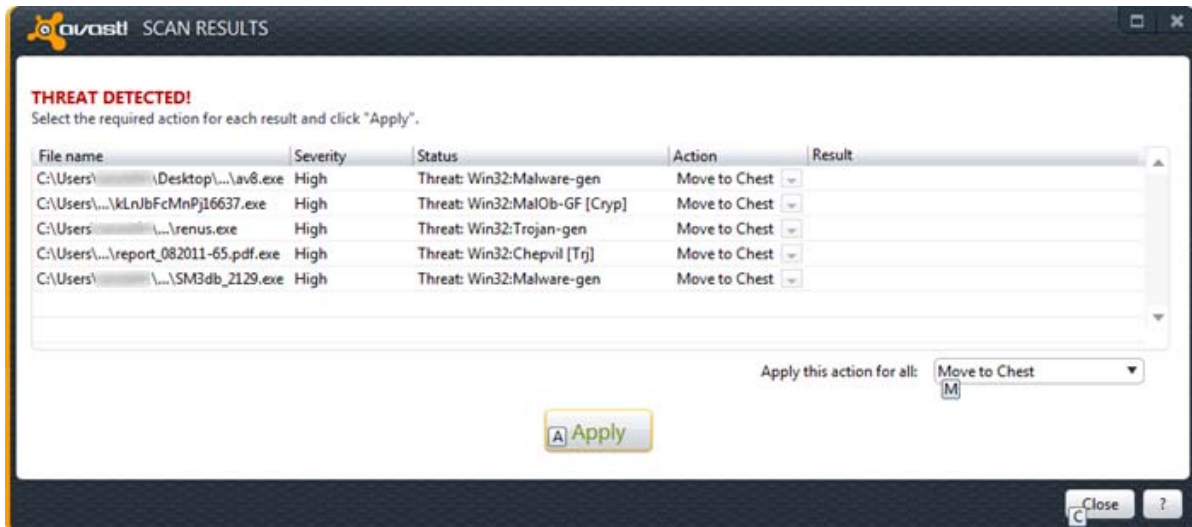 avast! SCAN RESULTS
THREAT DETECTED!
Select the required action for each result and click "Apply".
File name Severity Status Action Result
C:\Users\ \Desktop\...\av8.exe High Threat: Win32:Malware-gen Move to Chest
C:\Users\...\kLnJbFcMnPj16637.exe High Threat: Win32:MalOb-GF [Cryp] Move to Chest
C:\Users \...\renus.exe High Threat: Win32:Trojan-gen Move to Chest
C:\Users\...\report_082011-65.pdf.exe High Threat: Win32:Chepvil [Trj] Move to Chest
C:\Users\ \...\SM3db_2129.exe High Threat: Win32:Malware-gen Move to Chest
Apply this action for all: Move to Chest
M
A Apply
Close ?
C